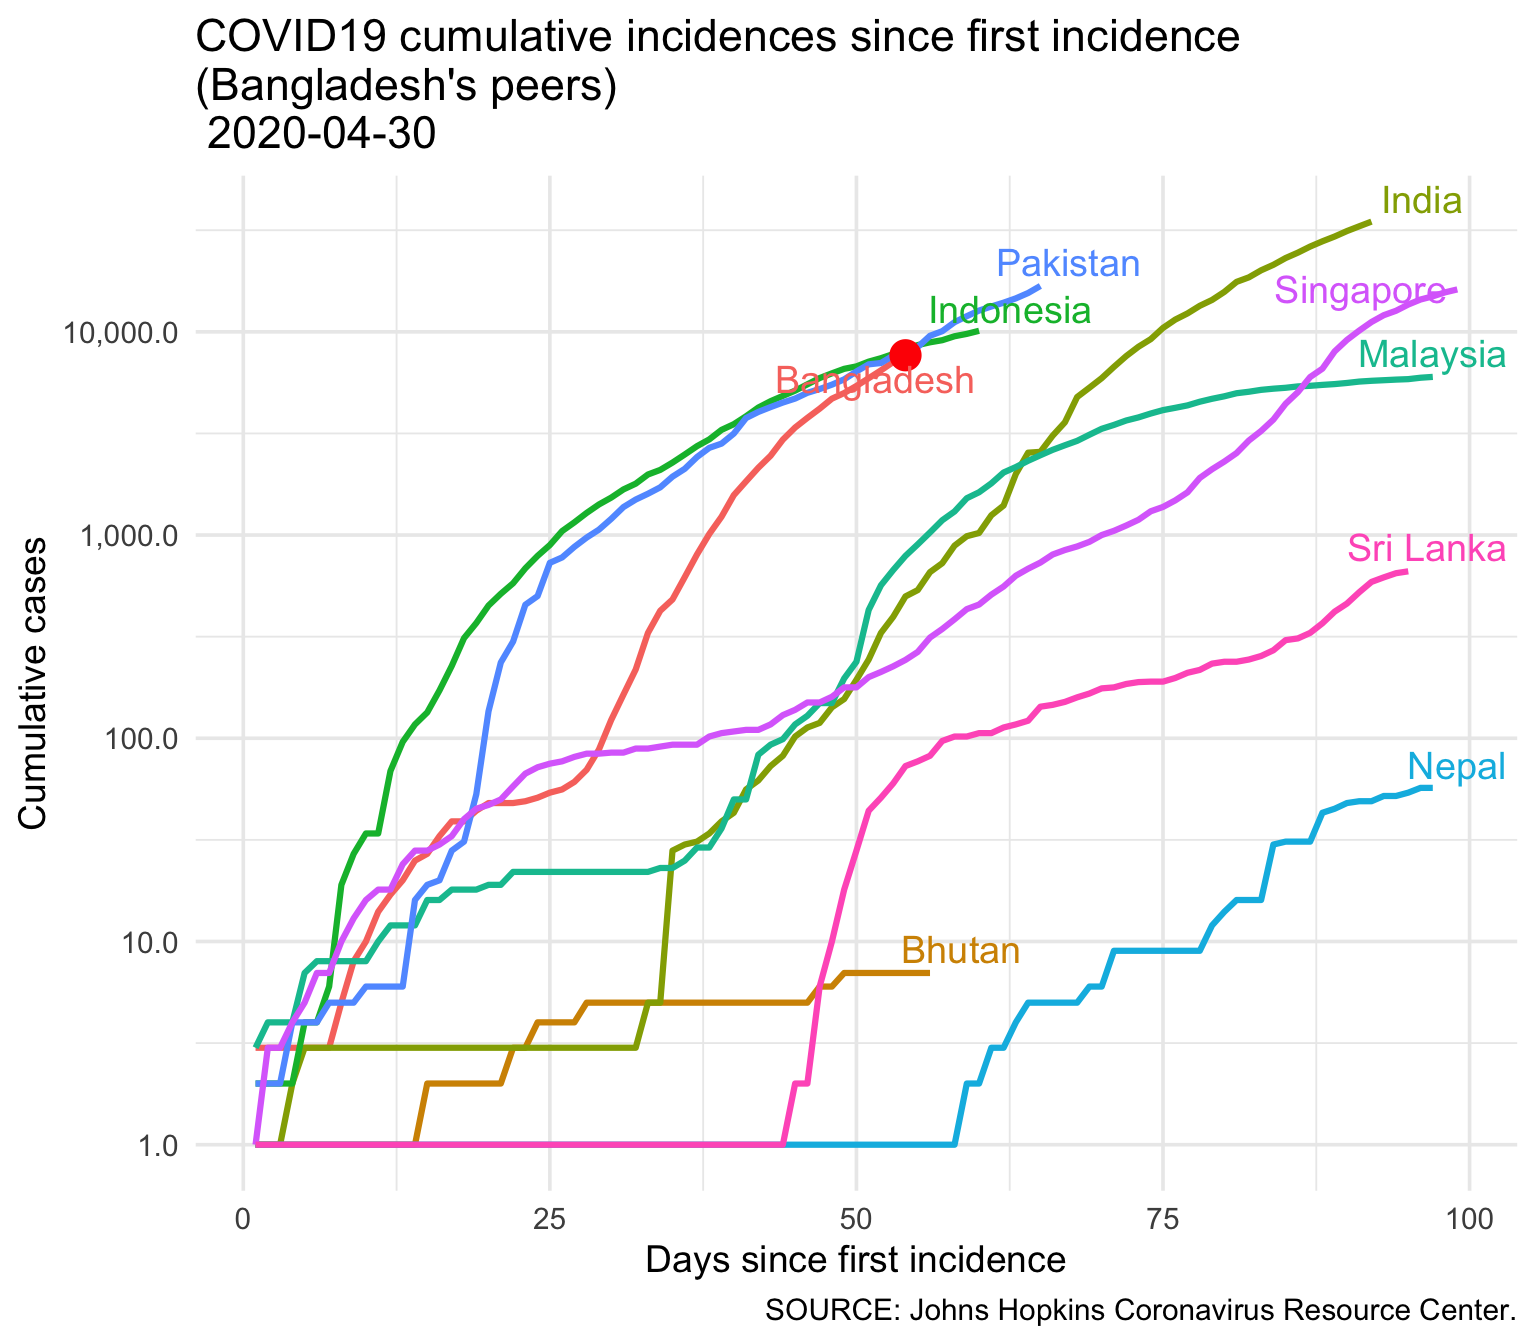 COVID19 cumulative incidences since first incidence
(Bangladesh's peers)
2020-04-30
India
Pakistan
Singapore
Indonesia
10,000.0
Malaysia
Bangladesh
1,000.0
Sri Lanka
Cumulative cases
100.0
Nepal
10.0
Bhutan
1.0
0 25 50 75 100
Days since first incidence
SOURCE: Johns Hopkins Coronavirus Resource Center.